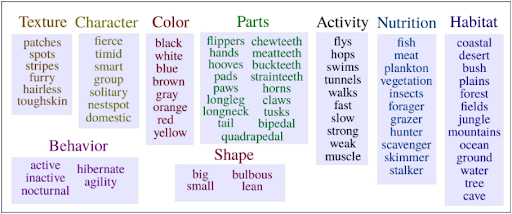 Texture
patches
spots
stripes
furry
hairless
toughskin
Character
fierce
timid
smart
group
solitary
nestspot
domestic
Color
black
white
blue
brown
gray
orange
red
yellow
Parts
flippers chewteeth
hands meatteeth
hooves buckteeth
pads strainteeth
paws horns
longleg claws
longneck tusks
tail bipedal
quadrapedal
Activity
flys
hops
swims
tunnels
walks
fast
slow
strong
weak
muscle
Nutrition
fish
meat
plankton
vegetation
insects
forager
grazer
hunter
scavenger
skimmer
stalker
Habitat
coastal
desert
bush
plains
forest
fields
jungle
mountains
ocean
ground
water
tree
cave
Behavior
active hibernate
inactive agility
nocturnal
Shape
big bulbous
small lean